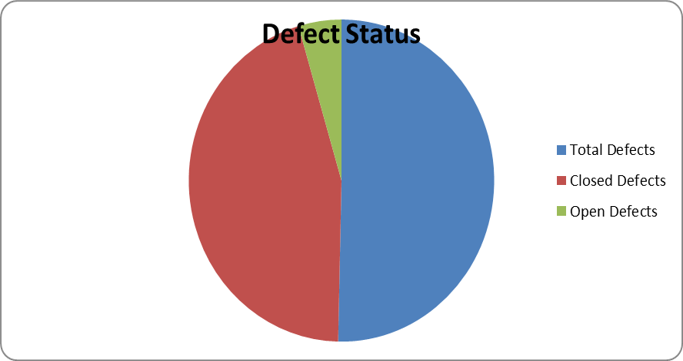 Defect Status
Total Defects
Closed Defects
Open Defects